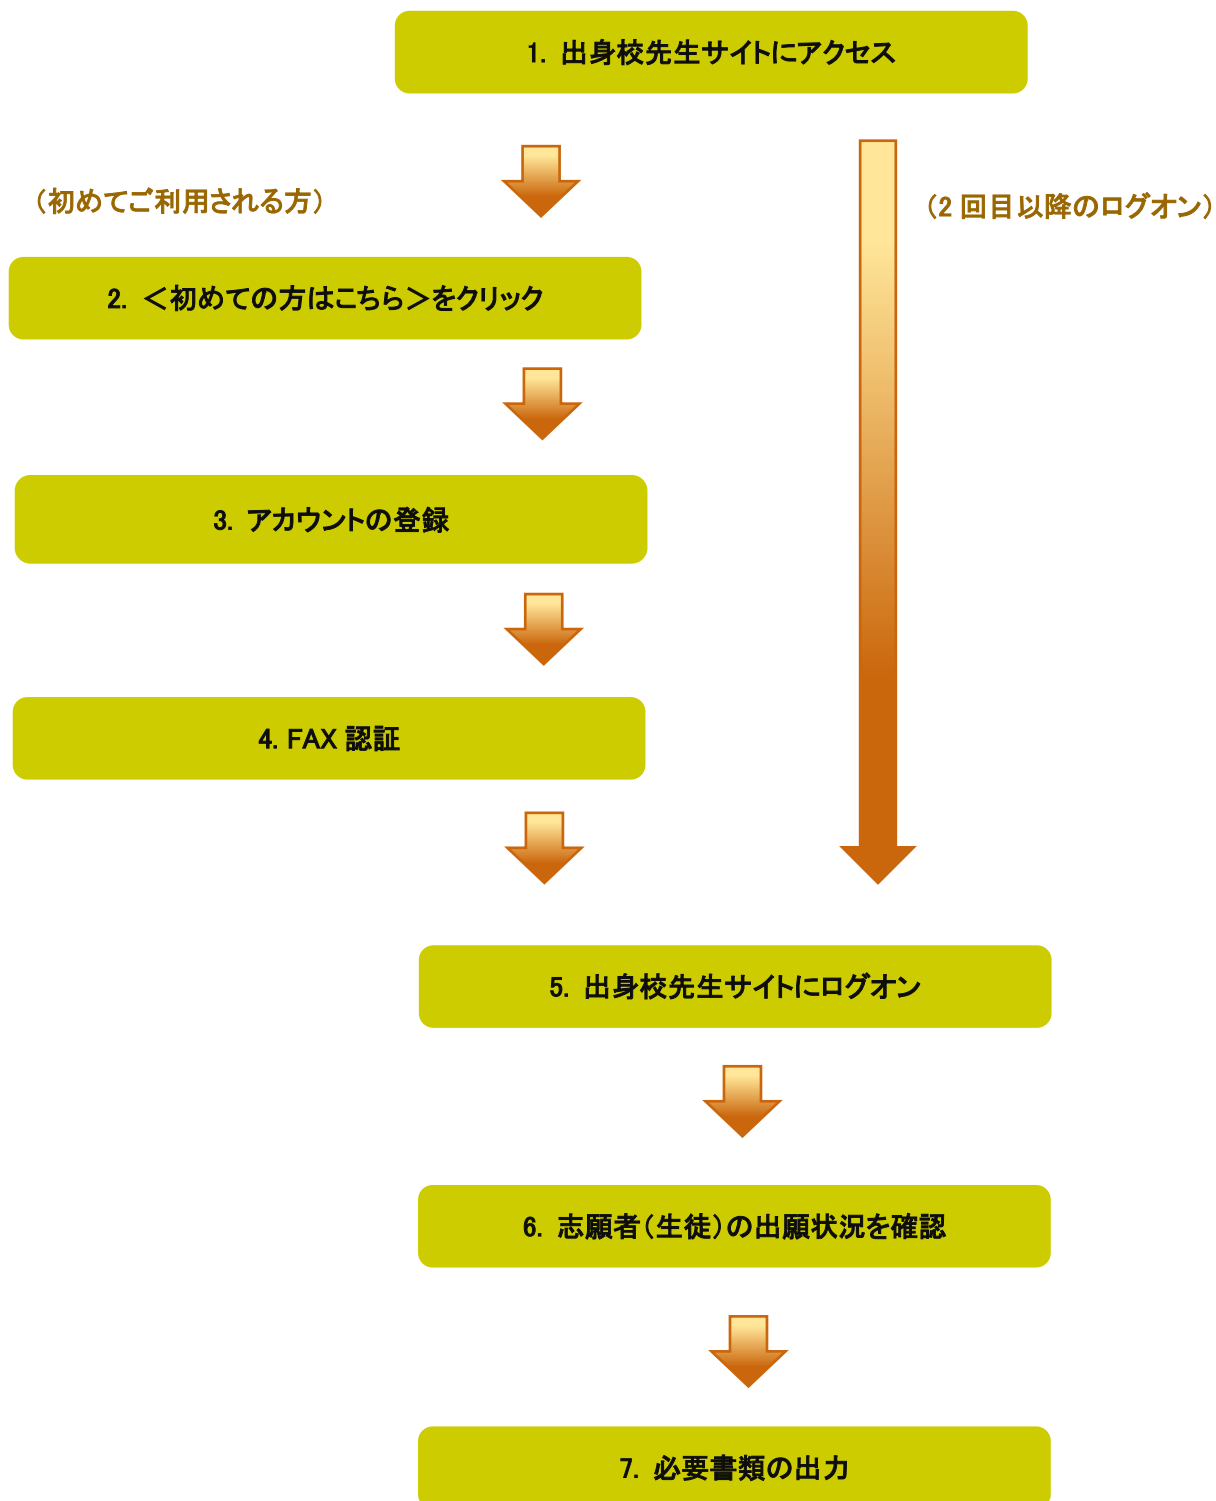 1. 出身校先生サイトにアクセス
（初めてご利用される方）
（2 回目以降のログオン）
2. ＜初めての方はこちら＞をクリック
3. アカウントの登録
4. FAX 認証
5. 出身校先生サイトにログオン
6. 志願者（生徒）の出願状況を確認
7. 必要書類の出力